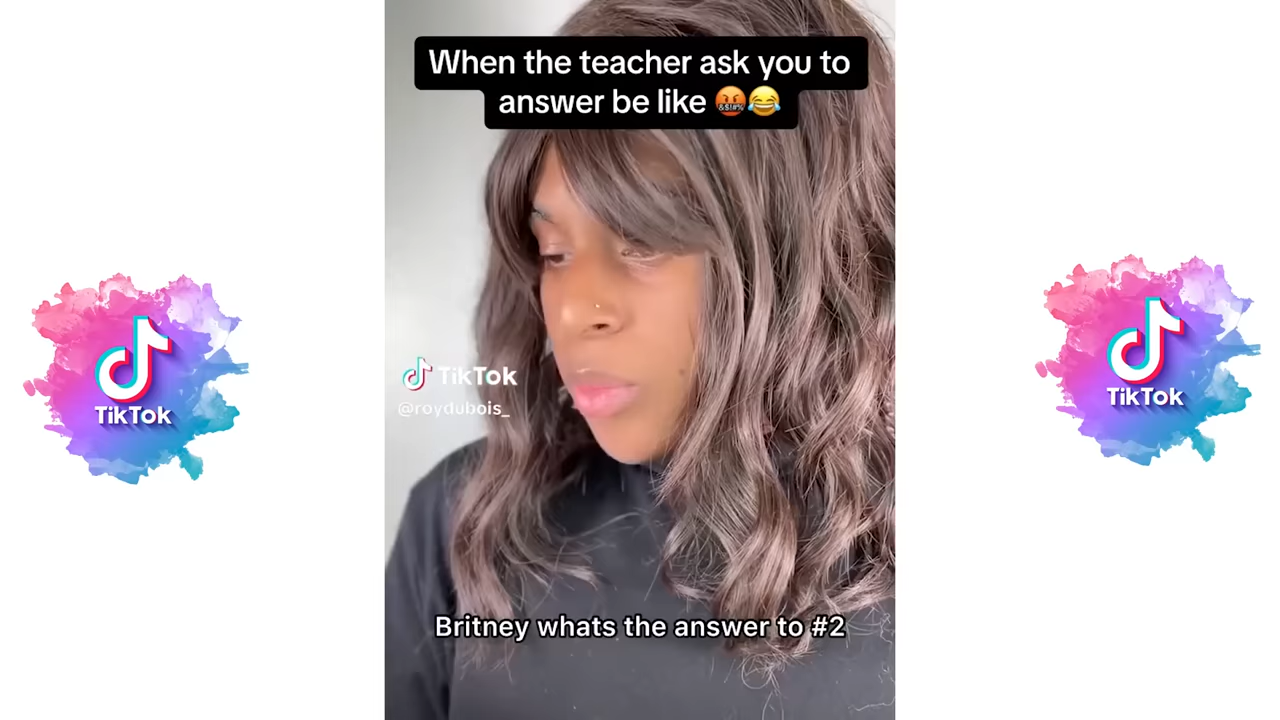 When the teacher ask you to
answer be like 🤬😂
TikTok
@roydubois_
TikTok
TikTok
Britney whats the answer to #2